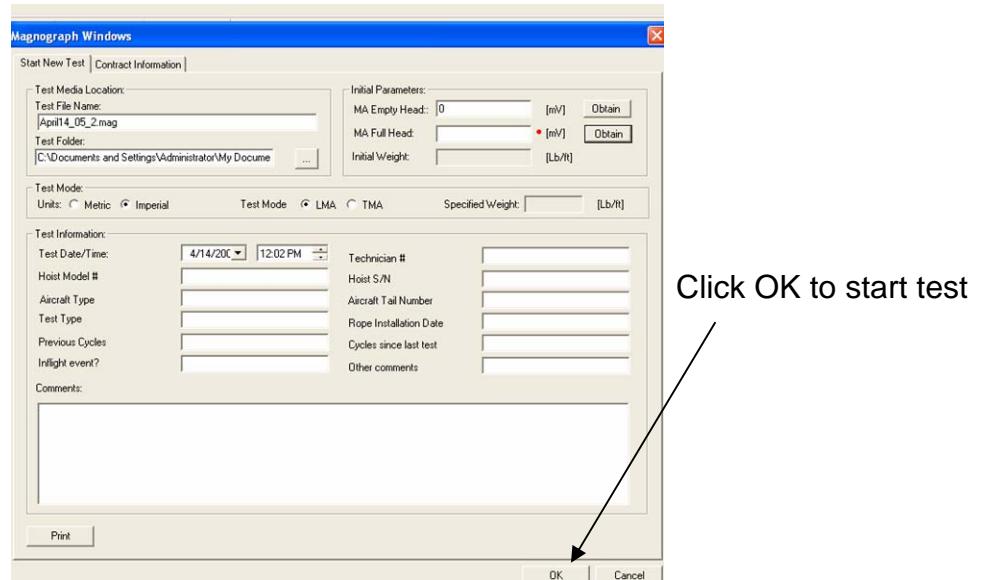 Magnograph Windows
Start New Test Contract Information
Test Media Location:
Test File Name:
April14_05_2.mag
Test Folder:
C:\Documents and Settings\Administrator\My Docume ...
Initial Parameters:
MA Empty Head:: 0 [mV] Obtain
MA Full Head: [mV] Obtain
Initial Weight: [Lb/ft]
Test Mode:
Units: Metric Imperial Test Mode LMA TMA Specified Weight: [Lb/ft]
Test Information:
Test Date/Time: 4/14/200 12:02 PM
Technician #
Hoist Model #
Hoist S/N
Aircraft Type
Aircraft Tail Number
Test Type
Rope Installation Date
Previous Cycles
Cycles since last test
Inflight event?
Other comments
Comments:
Print
OK Cancel
Click OK to start test